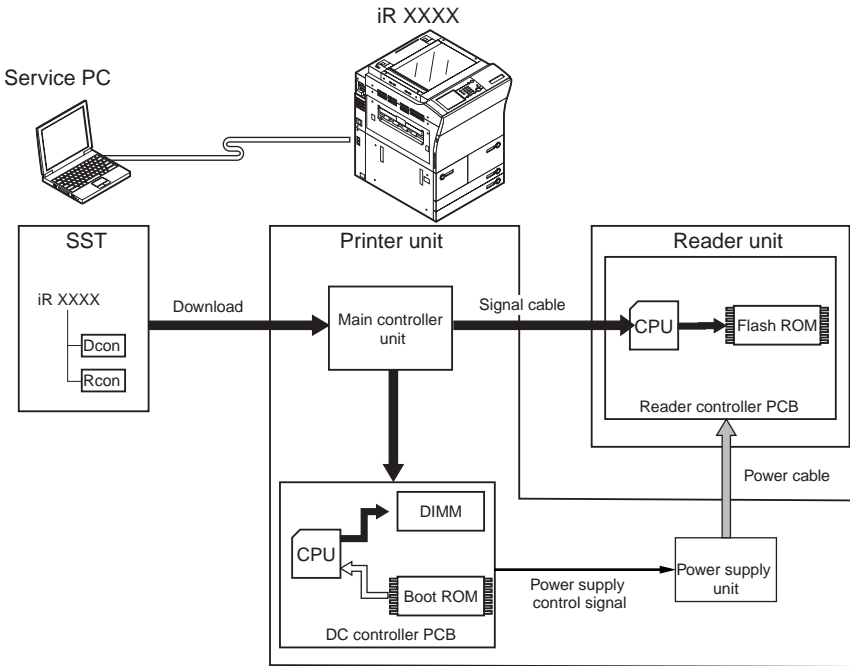 iR XXXX
Service PC
SST
Printer unit
Reader unit
iR XXXX
Dcon
Rcon
Download
Main controller
unit
Signal cable
CPU
Flash ROM
Reader controller PCB
Power cable
DIMM
CPU
Boot ROM
DC controller PCB
Power supply
control signal
Power supply
unit